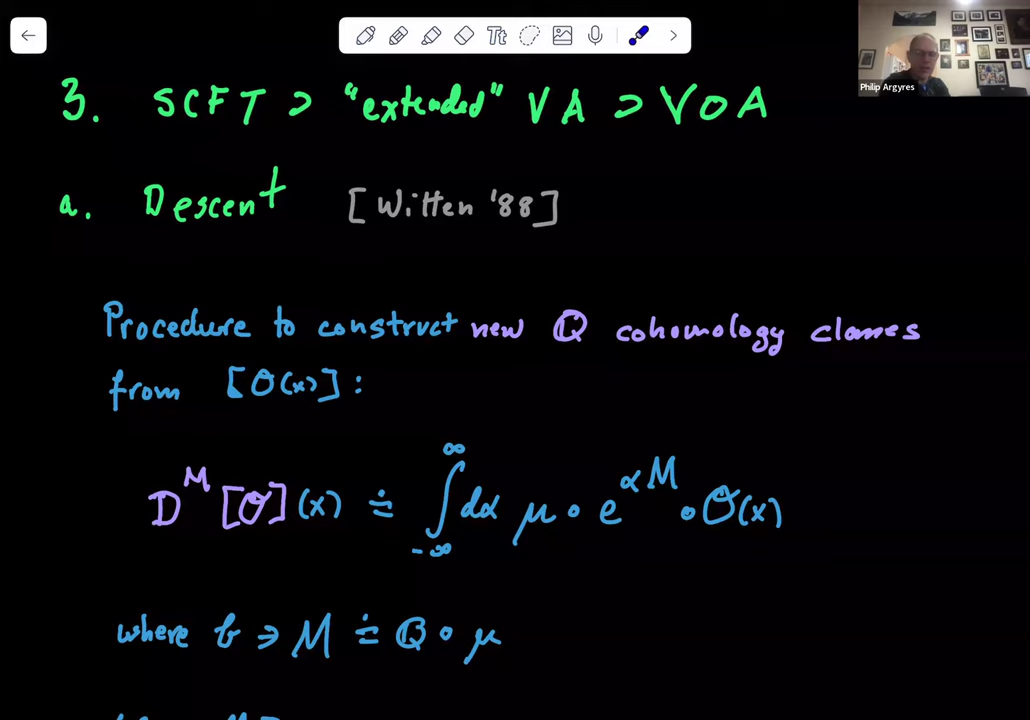 Tt
Philip Argyres
3. SCFT ⊃ "extended" VA ⊃ VOA
a. Descent [Witten '88]
Procedure to construct new Q cohomology classes
from [O(x)] :
D^M [O] (x) ≐ ∫_{-∞}^{∞} dα μ ∘ e^{αM} ∘ O(x)
where b ∋ M ≐ Q ∘ μ